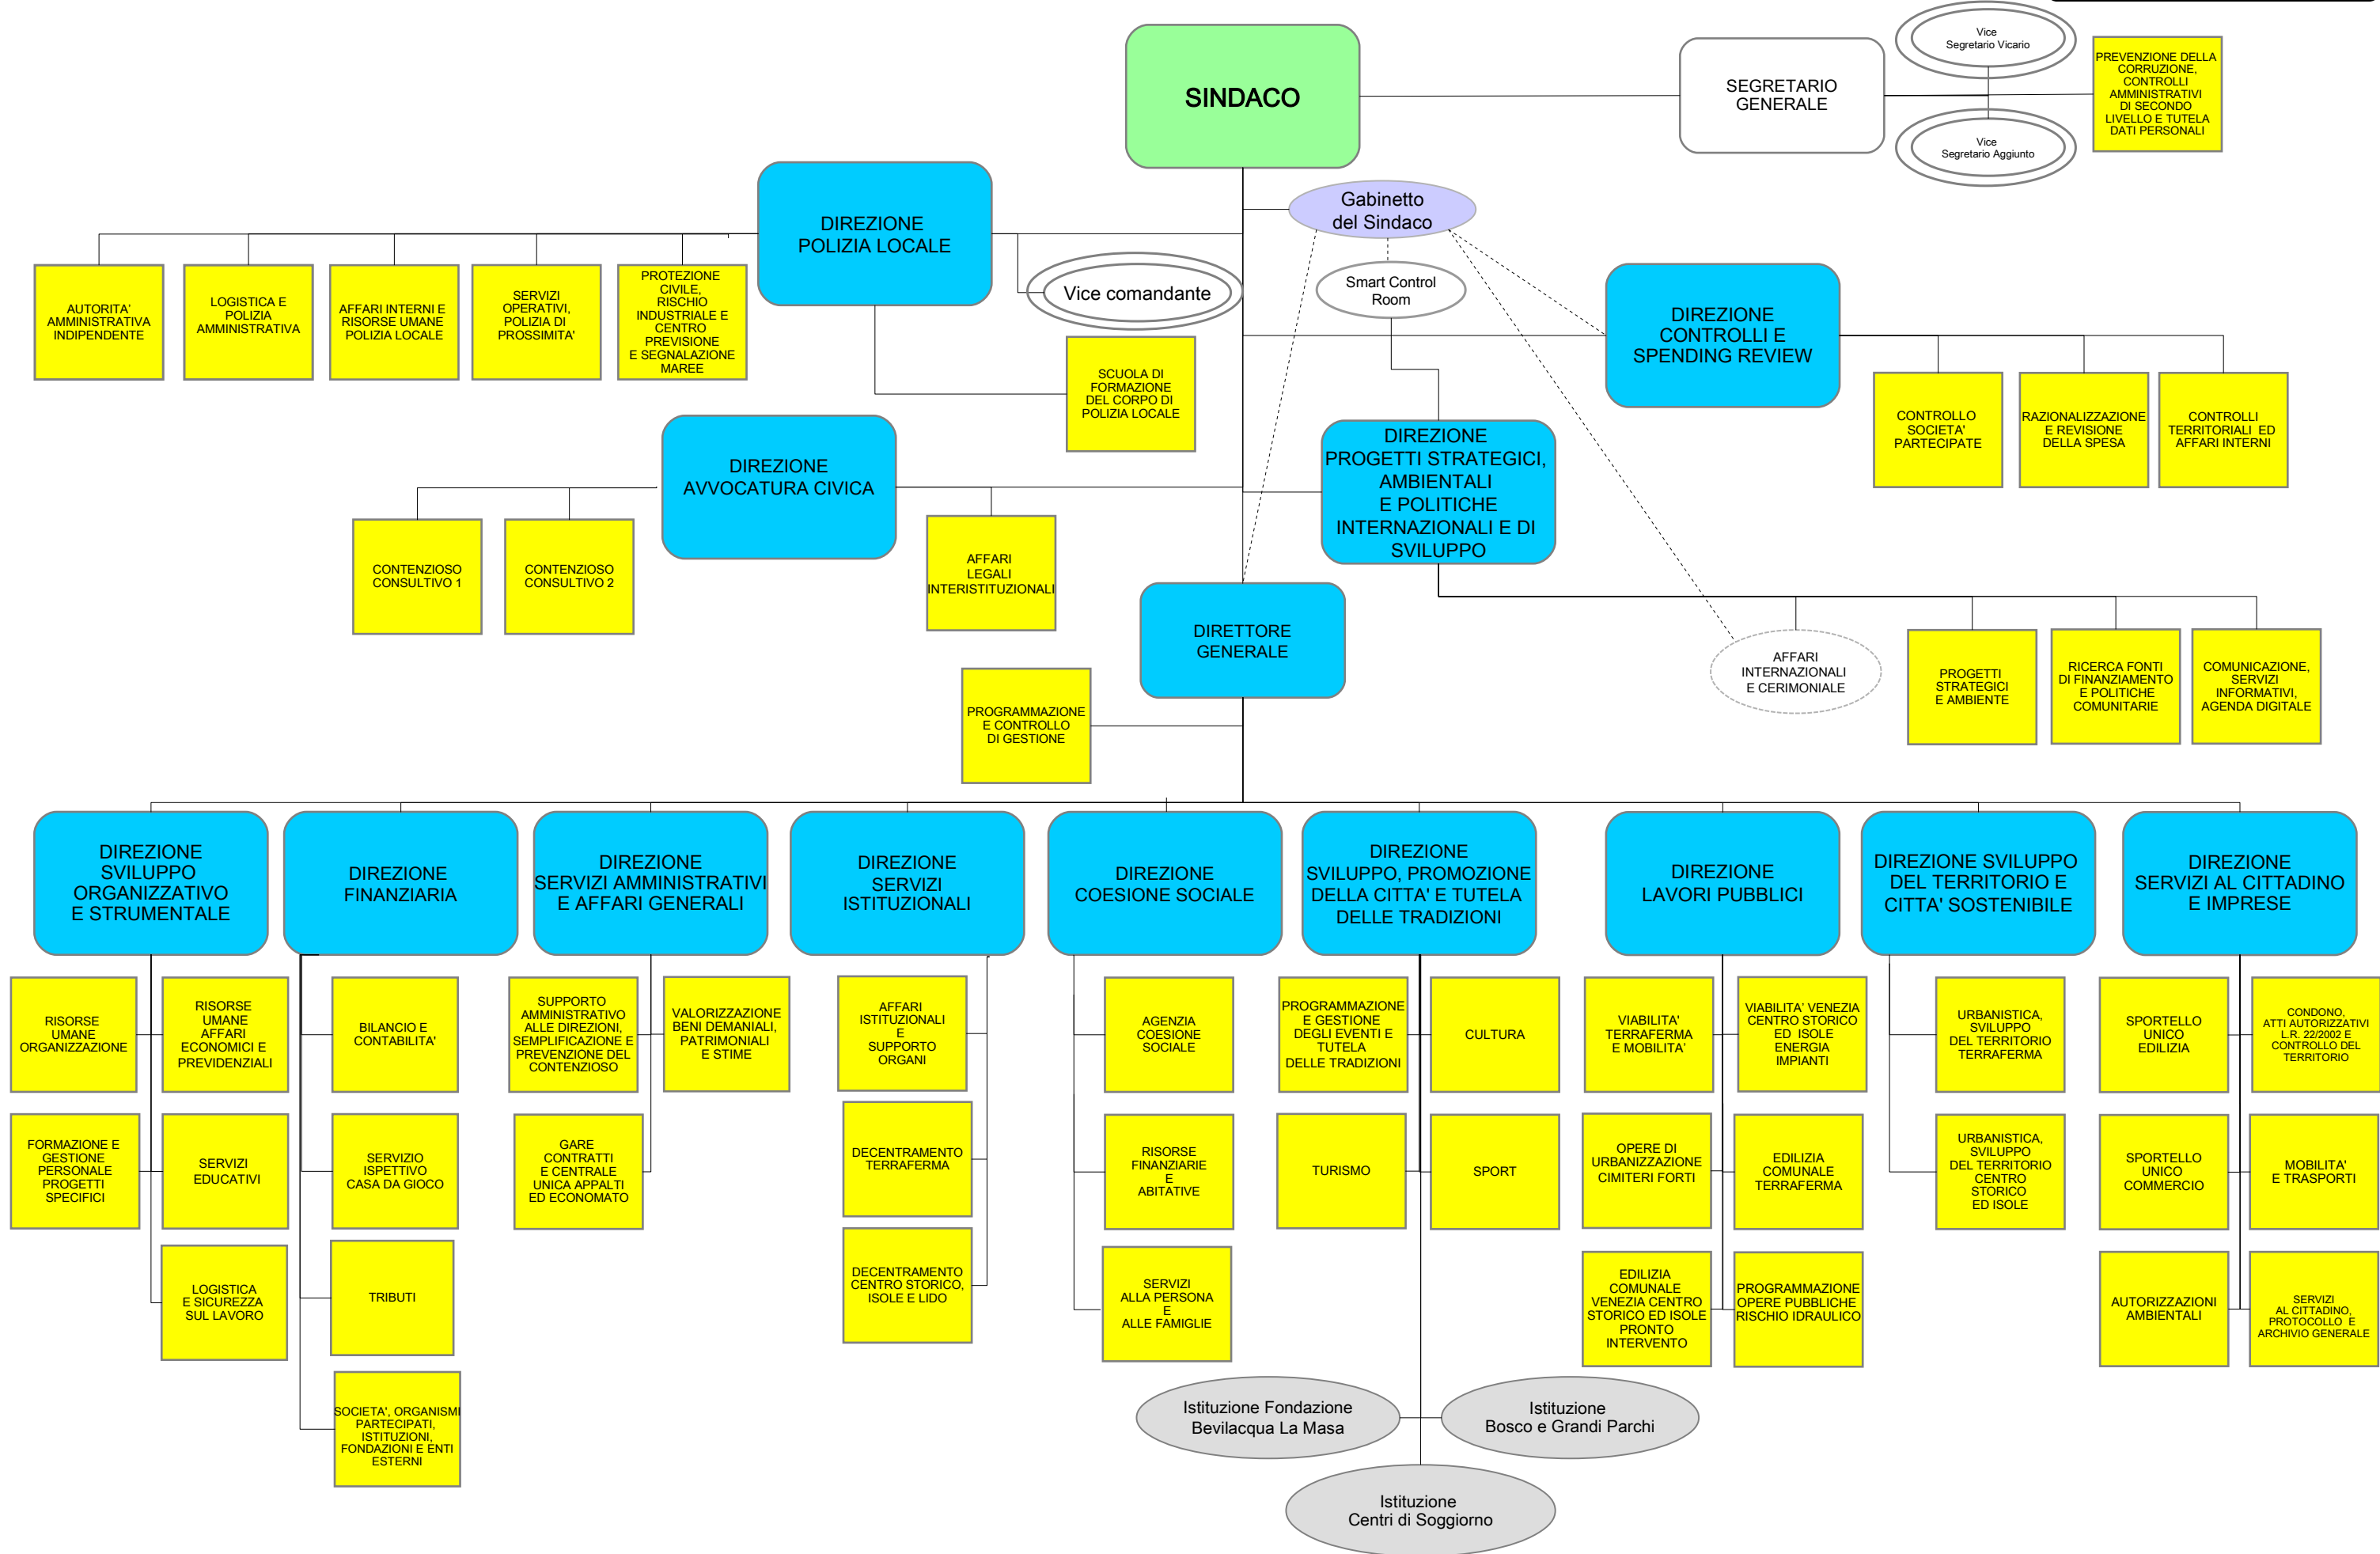 SINDACO
SEGRETARIO
GENERALE
Vice
Segretario Vicario
Vice
Segretario Aggiunto
PREVENZIONE DELLA
CORRUZIONE,
CONTROLLI
AMMINISTRATIVI
DI SECONDO
LIVELLO E TUTELA
DATI PERSONALI
DIREZIONE
POLIZIA LOCALE
Gabinetto
del Sindaco
Vice comandante
Smart Control
Room
AUTORITA'
AMMINISTRATIVA
INDIPENDENTE
LOGISTICA E
POLIZIA
AMMINISTRATIVA
AFFARI INTERNI E
RISORSE UMANE
POLIZIA LOCALE
SERVIZI
OPERATIVI,
POLIZIA DI
PROSSIMITA'
PROTEZIONE
CIVILE,
RISCHIO
INDUSTRIALE E
CENTRO
PREVISIONE
E SEGNALAZIONE
MAREE
SCUOLA DI
FORMAZIONE
DEL CORPO DI
POLIZIA LOCALE
DIREZIONE
CONTROLLI E
SPENDING REVIEW
CONTROLLO
SOCIETA'
PARTECIPATE
RAZIONALIZZAZIONE
E REVISIONE
DELLA SPESA
CONTROLLI
TERRITORIALI ED
AFFARI INTERNI
DIREZIONE
AVVOCATURA CIVICA
CONTENZIOSO
CONSULTIVO 1
CONTENZIOSO
CONSULTIVO 2
AFFARI
LEGALI
INTERISTITUZIONALI
DIREZIONE
PROGETTI STRATEGICI,
AMBIENTALI
E POLITICHE
INTERNAZIONALI E DI
SVILUPPO
AFFARI
INTERNAZIONALI
E CERIMONIALE
PROGETTI
STRATEGICI
E AMBIENTE
RICERCA FONTI
DI FINANZIAMENTO
E POLITICHE
COMUNITARIE
COMUNICAZIONE,
SERVIZI
INFORMATIVI,
AGENDA DIGITALE
DIRETTORE
GENERALE
PROGRAMMAZIONE
E CONTROLLO
DI GESTIONE
DIREZIONE
SVILUPPO
ORGANIZZATIVO
E STRUMENTALE
DIREZIONE
FINANZIARIA
DIREZIONE
SERVIZI AMMINISTRATIVI
E AFFARI GENERALI
DIREZIONE
SERVIZI
ISTITUZIONALI
DIREZIONE
COESIONE SOCIALE
DIREZIONE
SVILUPPO, PROMOZIONE
DELLA CITTA' E TUTELA
DELLE TRADIZIONI
DIREZIONE
LAVORI PUBBLICI
DIREZIONE SVILUPPO
DEL TERRITORIO E
CITTA' SOSTENIBILE
DIREZIONE
SERVIZI AL CITTADINO
E IMPRESE
RISORSE
UMANE
ORGANIZZAZIONE
RISORSE
UMANE
AFFARI
ECONOMICI E
PREVIDENZIALI
FORMAZIONE E
GESTIONE
PERSONALE
PROGETTI
SPECIFICI
SERVIZI
EDUCATIVI
LOGISTICA
E SICUREZZA
SUL LAVORO
BILANCIO E
CONTABILITA'
SERVIZIO
ISPETTIVO
CASA DA GIOCO
TRIBUTI
SOCIETA', ORGANISMI
PARTECIPATI,
ISTITUZIONI,
FONDAZIONI E ENTI
ESTERNI
SUPPORTO
AMMINISTRATIVO
ALLE DIREZIONI,
SEMPLIFICAZIONE E
PREVENZIONE DEL
CONTENZIOSO
VALORIZZAZIONE
BENI DEMANIALI,
PATRIMONIALI
E STIME
GARE
CONTRATTI
E CENTRALE
UNICA APPALTI
ED ECONOMATO
AFFARI
ISTITUZIONALI
E
SUPPORTO
ORGANI
DECENTRAMENTO
TERRAFERMA
DECENTRAMENTO
CENTRO STORICO,
ISOLE E LIDO
AGENZIA
COESIONE
SOCIALE
RISORSE
FINANZIARIE
E
ABITATIVE
SERVIZI
ALLA PERSONA
E
ALLE FAMIGLIE
PROGRAMMAZIONE
E GESTIONE
DEGLI EVENTI E
TUTELA
DELLE TRADIZIONI
CULTURA
TURISMO
SPORT
VIABILITA'
TERRAFERMA
E MOBILITA'
VIABILITA' VENEZIA
CENTRO STORICO
ED ISOLE
ENERGIA
IMPIANTI
OPERE DI
URBANIZZAZIONE
CIMITERI FORTI
EDILIZIA
COMUNALE
TERRAFERMA
EDILIZIA
COMUNALE
VENEZIA CENTRO
STORICO ED ISOLE
PRONTO
INTERVENTO
PROGRAMMAZIONE
OPERE PUBBLICHE
RISCHIO IDRAULICO
URBANISTICA,
SVILUPPO
DEL TERRITORIO
TERRAFERMA
URBANISTICA,
SVILUPPO
DEL TERRITORIO
CENTRO
STORICO
ED ISOLE
SPORTELLO
UNICO
EDILIZIA
CONDONO,
ATTI AUTORIZZATIVI
L.R. 22/2002 E
CONTROLLO DEL
TERRITORIO
SPORTELLO
UNICO
COMMERCIO
MOBILITA'
E TRASPORTI
AUTORIZZAZIONI
AMBIENTALI
SERVIZI
AL CITTADINO,
PROTOCOLLO E
ARCHIVIO GENERALE
Istituzione Fondazione
Bevilacqua La Masa
Istituzione
Bosco e Grandi Parchi
Istituzione
Centri di Soggiorno